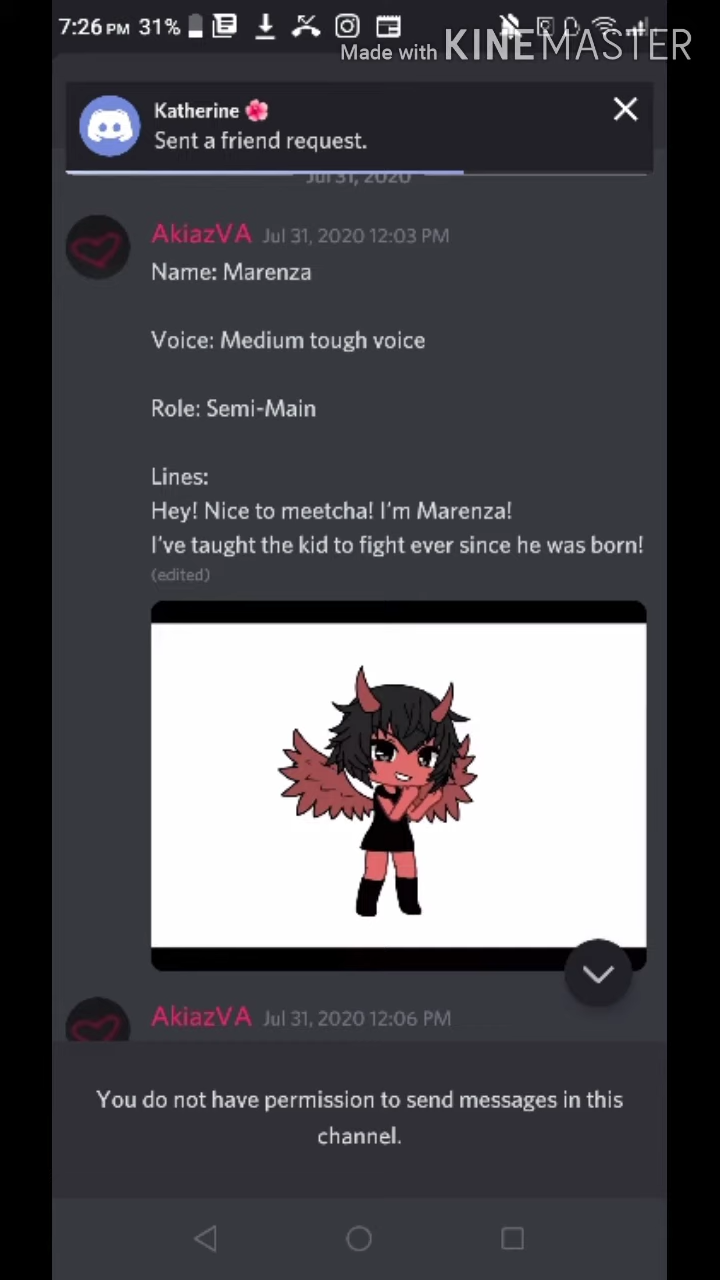 7:26 PM 31%
Made with KINEMASTER
Katherine 🌸
Sent a friend request.
Jul 31, 2020
AkiazVA Jul 31, 2020 12:03 PM
Name: Marenza
Voice: Medium tough voice
Role: Semi-Main
Lines:
Hey! Nice to meetcha! I'm Marenza!
I've taught the kid to fight ever since he was born!
(edited)
AkiazVA Jul 31, 2020 12:06 PM
You do not have permission to send messages in this
channel.